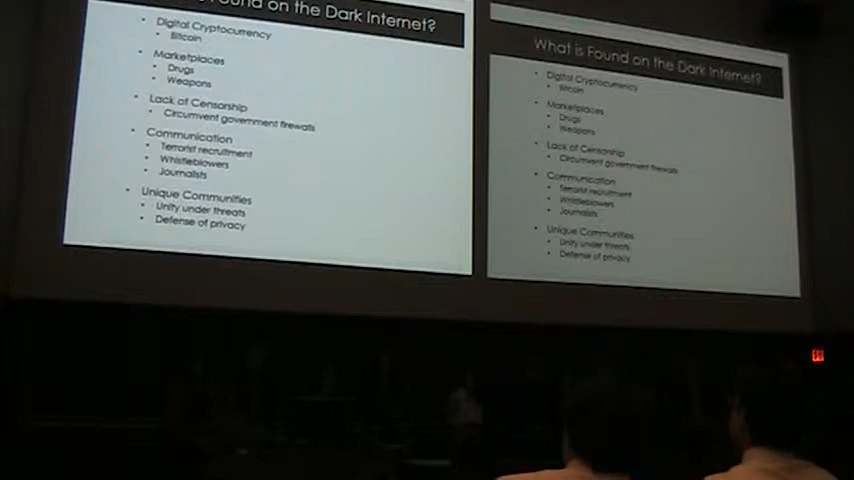 Found on the Dark Internet?
• Digital Cryptocurrency
• Bitcoin
• Marketplaces
• Drugs
• Weapons
• Lack of Censorship
• Circumvent government firewalls
• Communication
• Terrorist recruitment
• Whistleblowers
• Journalists
• Unique Communities
• Unity under threats
• Defense of privacy
What is Found on the Dark Internet?
• Digital Cryptocurrency
• Bitcoin
• Marketplaces
• Drugs
• Weapons
• Lack of Censorship
• Circumvent government firewalls
• Communication
• Terrorist recruitment
• Whistleblowers
• Journalists
• Unique Communities
• Unity under threats
• Defense of privacy